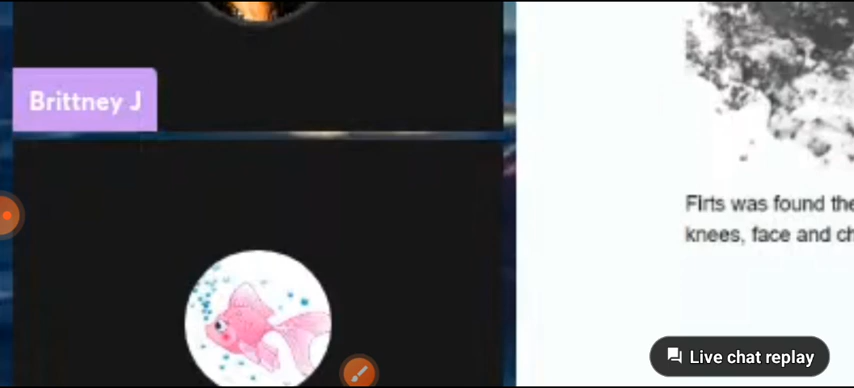 Brittney J
Firts was found the
knees, face and ch
Live chat replay